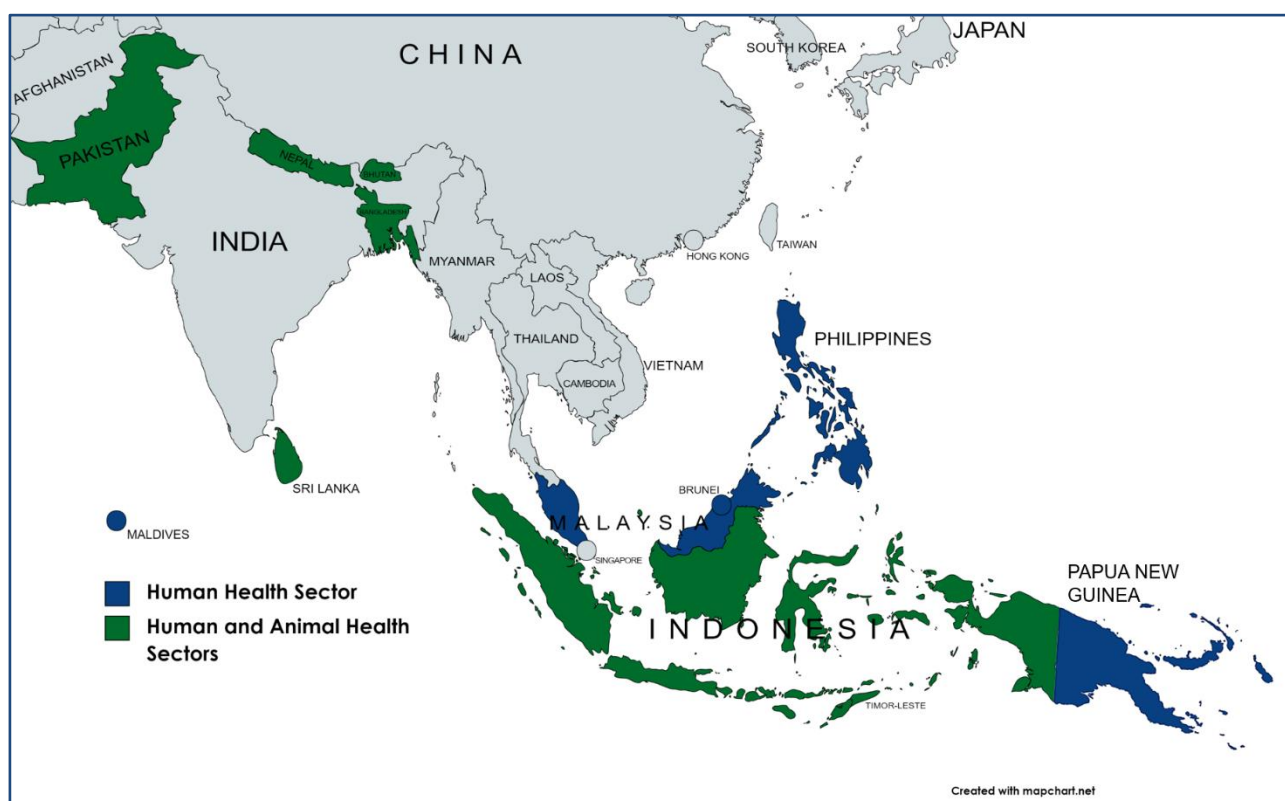 JAPAN
SOUTH KOREA
CHINA
AFGHANISTAN
PAKISTAN
NEPAL
BHUTAN
BANGLADESH
INDIA
MYANMAR
HONG KONG
TAIWAN
LAOS
THAILAND
VIETNAM
CAMBODIA
PHILIPPINES
SRI LANKA
BRUNEI
MALDIVES
MALAYSIA
SINGAPORE
PAPUA NEW
GUINEA
Human Health Sector
Human and Animal Health
Sectors
INDONESIA
TIMOR-LESTE
Created with mapchart.net